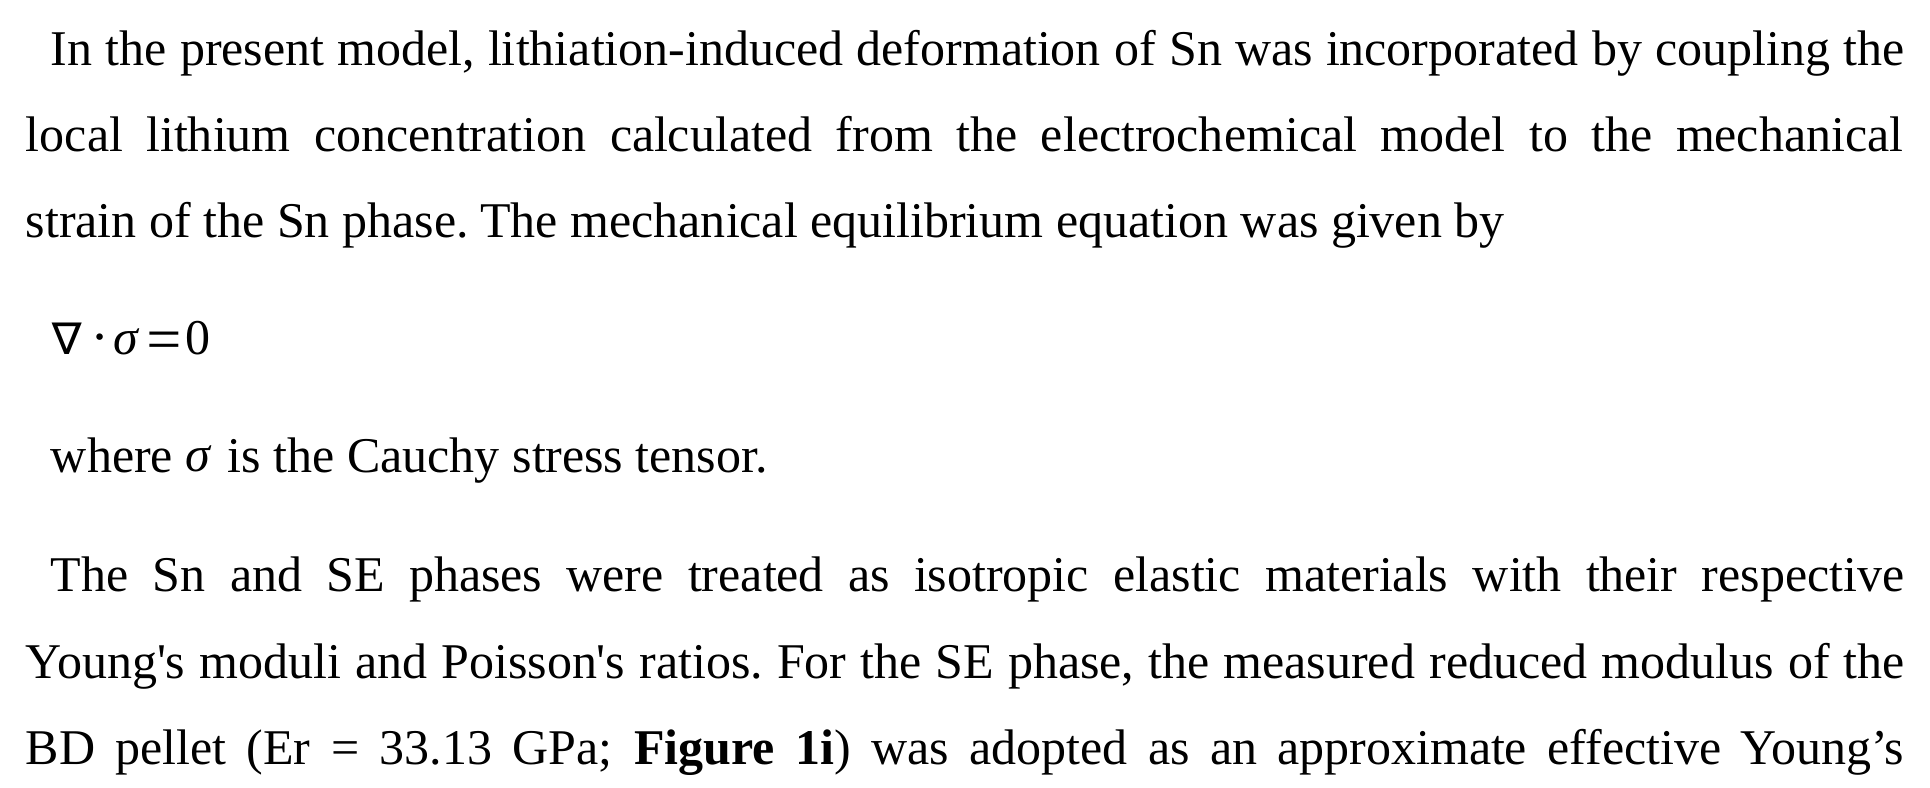 In the present model, lithiation-induced deformation of Sn was incorporated by coupling the
local lithium concentration calculated from the electrochemical model to the mechanical
strain of the Sn phase. The mechanical equilibrium equation was given by
∇·σ=0
where σ is the Cauchy stress tensor.
The Sn and SE phases were treated as isotropic elastic materials with their respective
Young's moduli and Poisson's ratios. For the SE phase, the measured reduced modulus of the
BD pellet (Er = 33.13 GPa; Figure 1i) was adopted as an approximate effective Young’s